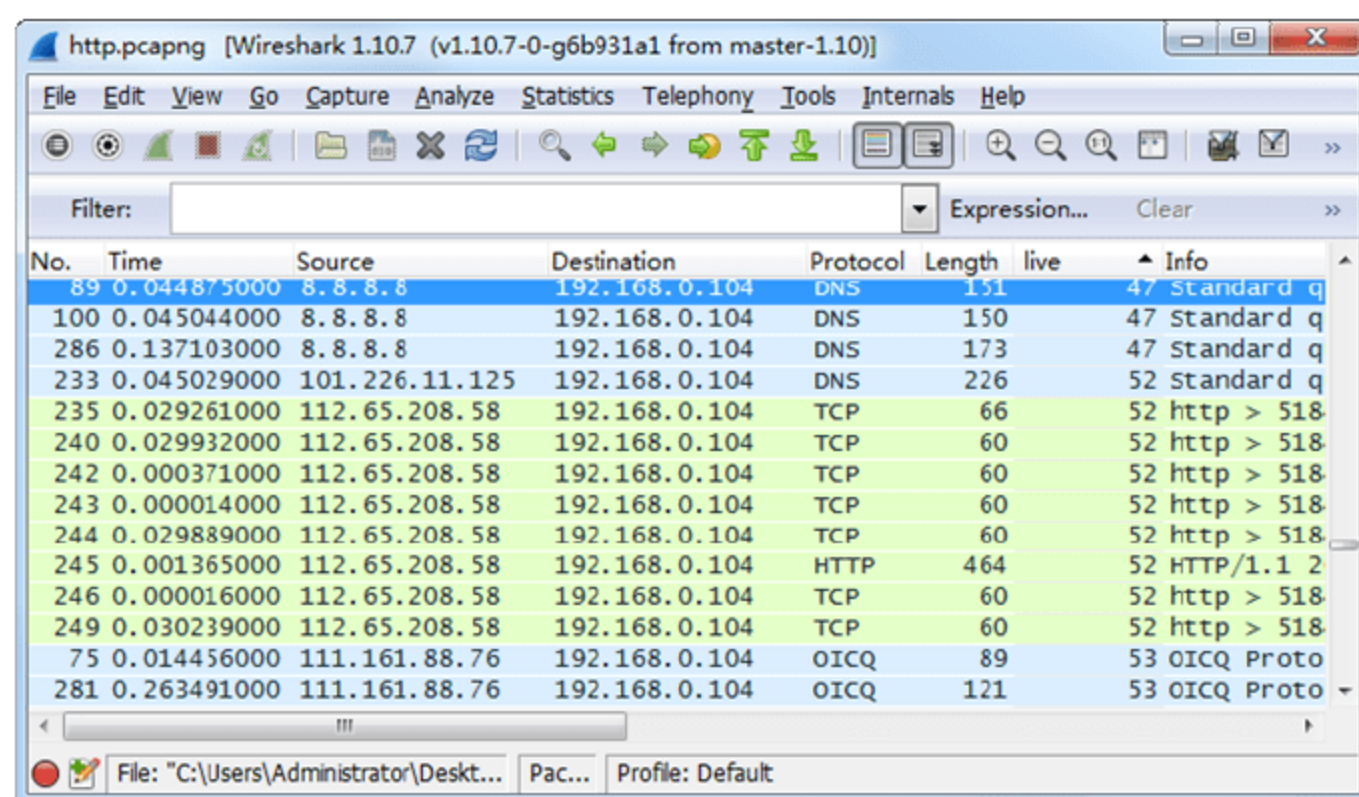 http.pcapng [Wireshark 1.10.7 (v1.10.7-0-g6b931a1 from master-1.10)]
File Edit View Go Capture Analyze Statistics Telephony Tools Internals Help
Filter: Expression... Clear »
No. Time Source Destination Protocol Length live Info
89 0.044875000 8.8.8.8 192.168.0.104 DNS 151 47 Standard q
100 0.045044000 8.8.8.8 192.168.0.104 DNS 150 47 Standard q
286 0.137103000 8.8.8.8 192.168.0.104 DNS 173 47 Standard q
233 0.045029000 101.226.11.125 192.168.0.104 DNS 226 52 Standard q
235 0.029261000 112.65.208.58 192.168.0.104 TCP 66 52 http > 518
240 0.029932000 112.65.208.58 192.168.0.104 TCP 60 52 http > 518
242 0.000371000 112.65.208.58 192.168.0.104 TCP 60 52 http > 518
243 0.000014000 112.65.208.58 192.168.0.104 TCP 60 52 http > 518
244 0.029889000 112.65.208.58 192.168.0.104 TCP 60 52 http > 518
245 0.001365000 112.65.208.58 192.168.0.104 HTTP 464 52 HTTP/1.1 2
246 0.000016000 112.65.208.58 192.168.0.104 TCP 60 52 http > 518
249 0.030239000 112.65.208.58 192.168.0.104 TCP 60 52 http > 518
75 0.014456000 111.161.88.76 192.168.0.104 OICQ 89 53 OICQ Proto
281 0.263491000 111.161.88.76 192.168.0.104 OICQ 121 53 OICQ Proto
File: "C:\Users\Administrator\Deskt... Pac... Profile: Default